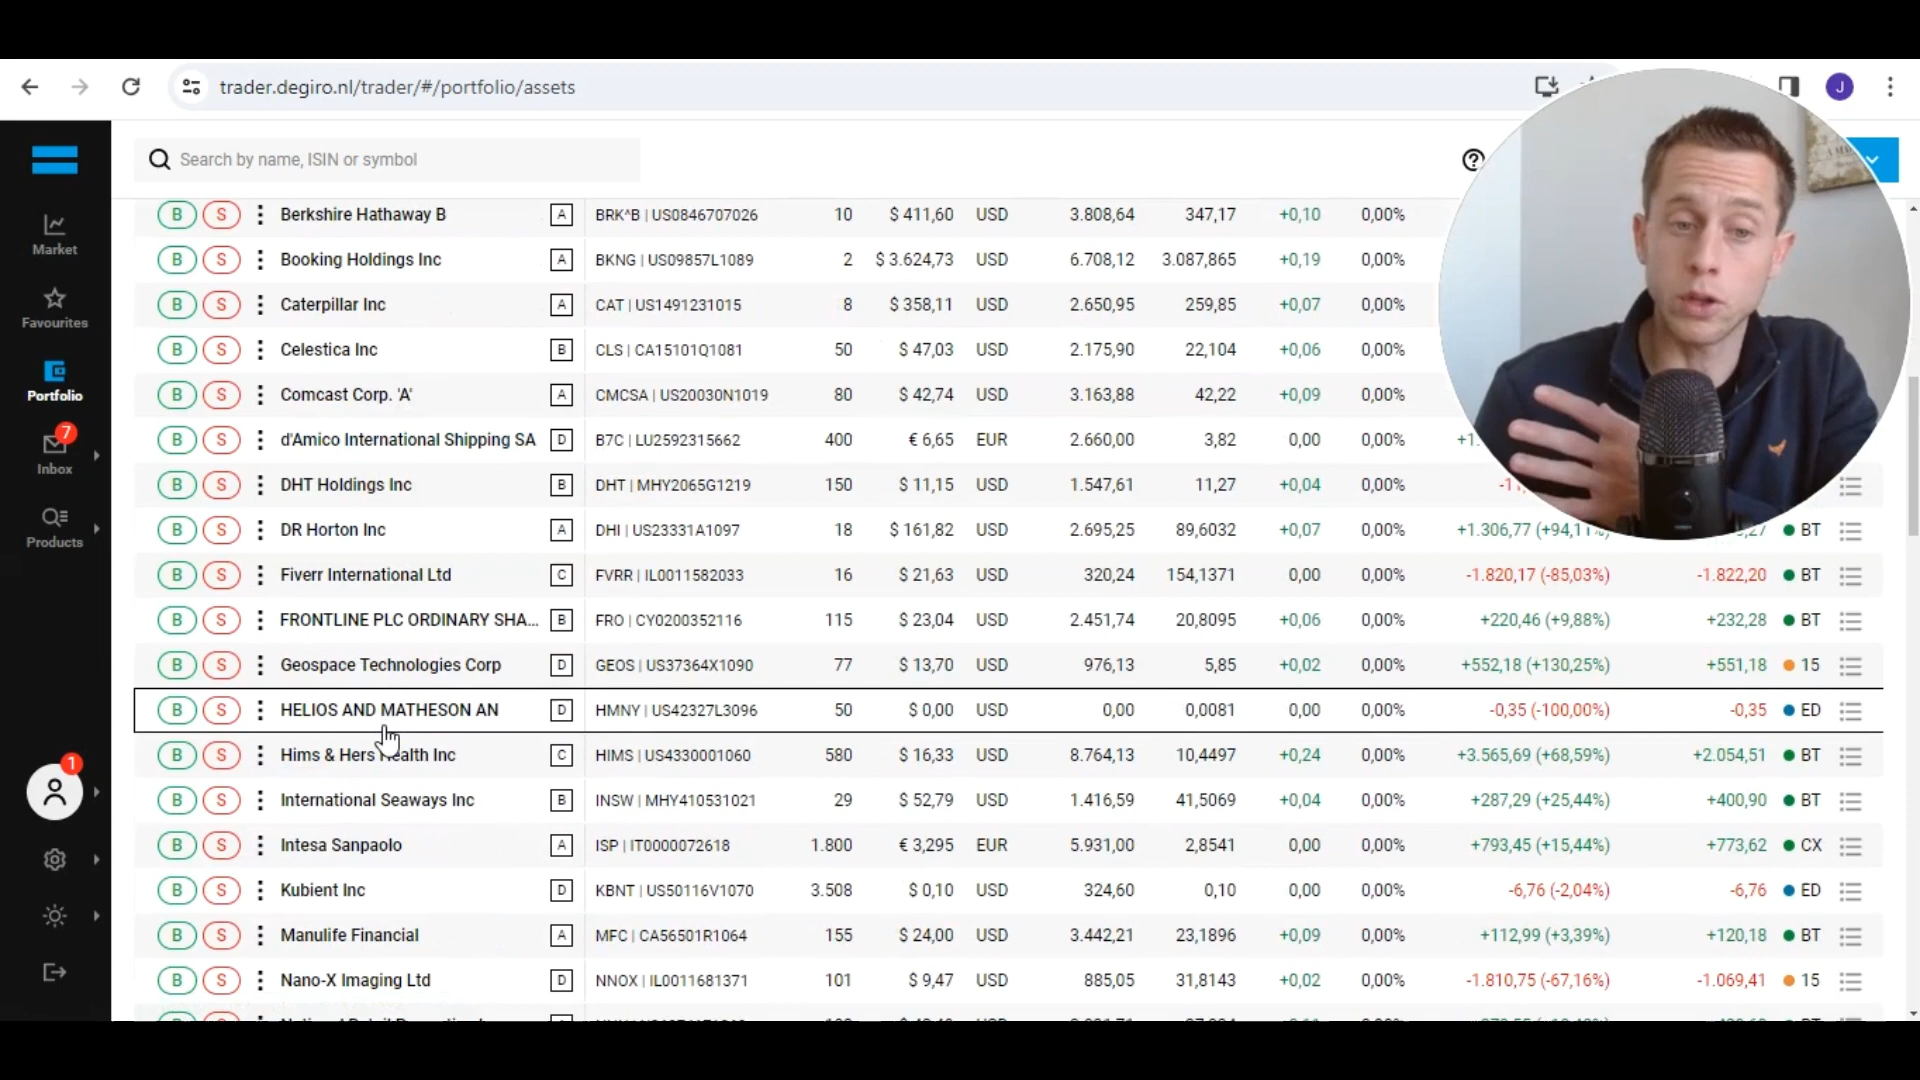 trader.degiro.nl/trader/#/portfolio/assets
J
Search by name, ISIN or symbol
Market
Favourites
Portfolio
7
Inbox
Products
1
B S Berkshire Hathaway B A BRK^B | US0846707026 10 $ 411,60 USD 3.808,64 347,17 +0,10 0,00%
B S Booking Holdings Inc A BKNG | US09857L1089 2 $ 3.624,73 USD 6.708,12 3.087,865 +0,19 0,00%
B S Caterpillar Inc A CAT | US1491231015 8 $ 358,11 USD 2.650,95 259,85 +0,07 0,00%
B S Celestica Inc B CLS | CA15101Q1081 50 $ 47,03 USD 2.175,90 22,104 +0,06 0,00%
B S Comcast Corp. 'A' A CMCSA | US20030N1019 80 $ 42,74 USD 3.163,88 42,22 +0,09 0,00%
B S d'Amico International Shipping SA D B7C | LU2592315662 400 € 6,65 EUR 2.660,00 3,82 0,00 0,00%
B S DHT Holdings Inc B DHT | MHY2065G1219 150 $ 11,15 USD 1.547,61 11,27 +0,04 0,00%
B S DR Horton Inc A DHI | US23331A1097 18 $ 161,82 USD 2.695,25 89,6032 +0,07 0,00% +1.306,77 (+94,11%) BT
B S Fiverr International Ltd C FVRR | IL0011582033 16 $ 21,63 USD 320,24 154,1371 0,00 0,00% -1.820,17 (-85,03%) -1.822,20 BT
B S FRONTLINE PLC ORDINARY SHA... B FRO | CY0200352116 115 $ 23,04 USD 2.451,74 20,8095 +0,06 0,00% +220,46 (+9,88%) +232,28 BT
B S Geospace Technologies Corp D GEOS | US37364X1090 77 $ 13,70 USD 976,13 5,85 +0,02 0,00% +552,18 (+130,25%) +551,18 15
B S HELIOS AND MATHESON AN D HMNY | US42327L3096 50 $ 0,00 USD 0,00 0,0081 0,00 0,00% -0,35 (-100,00%) -0,35 ED
B S Hims & Hers Health Inc C HIMS | US4330001060 580 $ 16,33 USD 8.764,13 10,4497 +0,24 0,00% +3.565,69 (+68,59%) +2.054,51 BT
B S International Seaways Inc B INSW | MHY410531021 29 $ 52,79 USD 1.416,59 41,5069 +0,04 0,00% +287,29 (+25,44%) +400,90 BT
B S Intesa Sanpaolo A ISP | IT0000072618 1.800 € 3,295 EUR 5.931,00 2,8541 0,00 0,00% +793,45 (+15,44%) +773,62 CX
B S Kubient Inc D KBNT | US50116V1070 3.508 $ 0,10 USD 324,60 0,10 0,00 0,00% -6,76 (-2,04%) -6,76 ED
B S Manulife Financial A MFC | CA56501R1064 155 $ 24,00 USD 3.442,21 23,1896 +0,09 0,00% +112,99 (+3,39%) +120,18 BT
B S Nano-X Imaging Ltd D NNOX | IL0011681371 101 $ 9,47 USD 885,05 31,8143 +0,02 0,00% -1.810,75 (-67,16%) -1.069,41 15